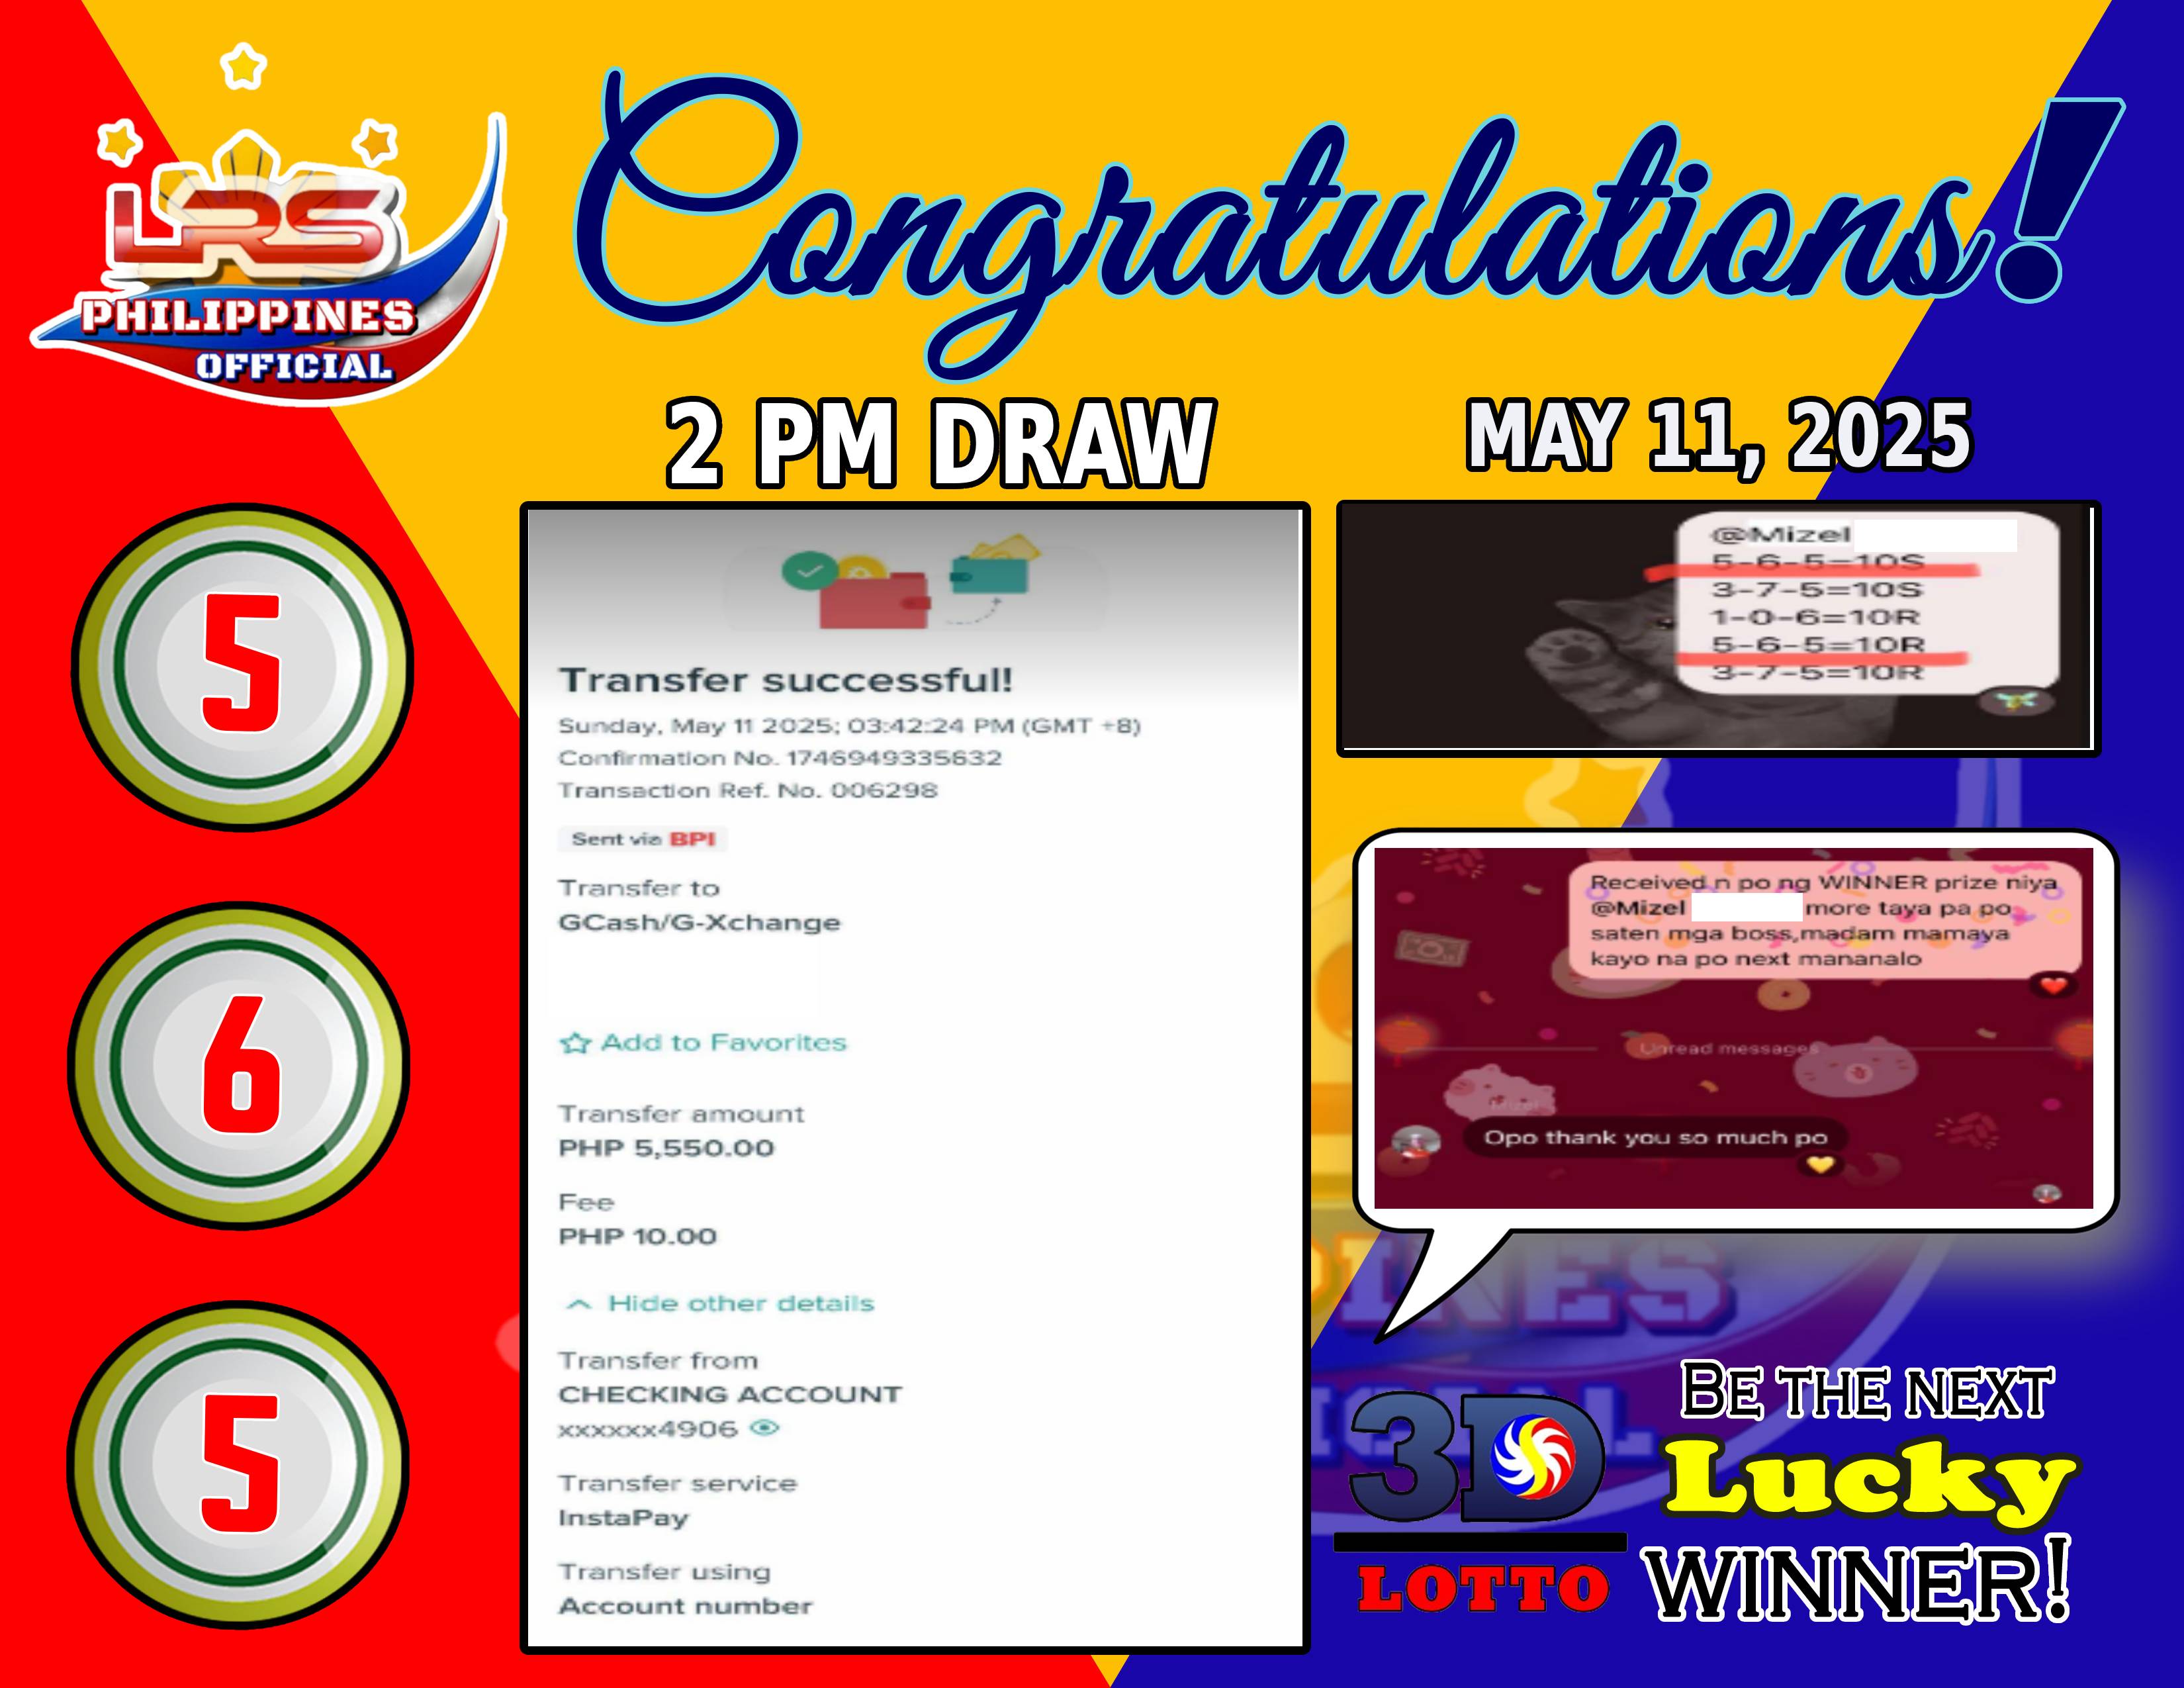 LRS
PHILIPPINES
OFFICIAL
Congratulations!
2 PM DRAW
MAY 11, 2025
5
6
5
Transfer successful!
Sunday, May 11 2025; 03:42:24 PM (GMT +8)
Confirmation No. 1746949335632
Transaction Ref. No. 006298
Sent via BPI
Transfer to
GCash/G-Xchange
Add to Favorites
Transfer amount
PHP 5,550.00
Fee
PHP 10.00
Hide other details
Transfer from
CHECKING ACCOUNT
xxxxxx4906
Transfer service
InstaPay
Transfer using
Account number
@Mizel
5-6-5=10S
3-7-5=10S
1-0-6=10R
5-6-5=10R
3-7-5=10R
Received n po ng WINNER prize niya
@Mizel more taya pa po
saten mga boss,madam mamaya
kayo na po next mananalo
Unread messages
Mizel
Opo thank you so much po
3D
LOTTO
BE THE NEXT
Lucky
WINNER!